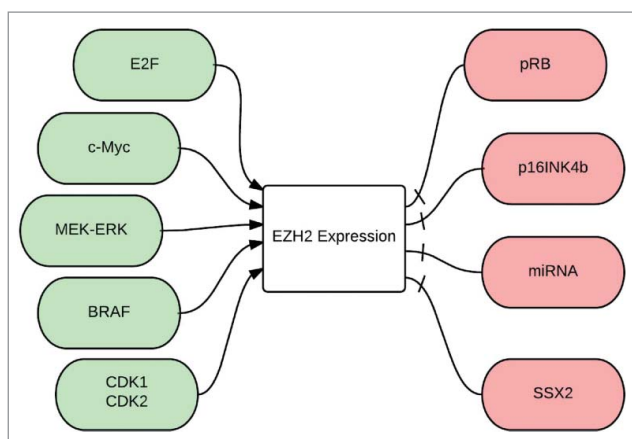 E2F
c-Myc
MEK-ERK
BRAF
CDK1
CDK2
EZH2 Expression
pRB
p16INK4b
miRNA
SSX2